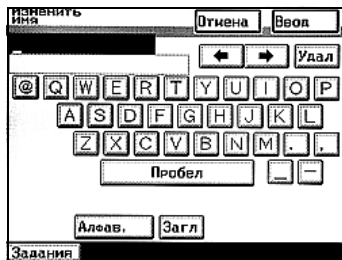 ИЗМЕНИТЬ
ИМЯ
Отмена Ввод
Удал
@ Q W E R T Y U I O P
A S D F G H J K L
Z X C V B N M . ,
Пробел _ —
Алфав. Загл
Задания